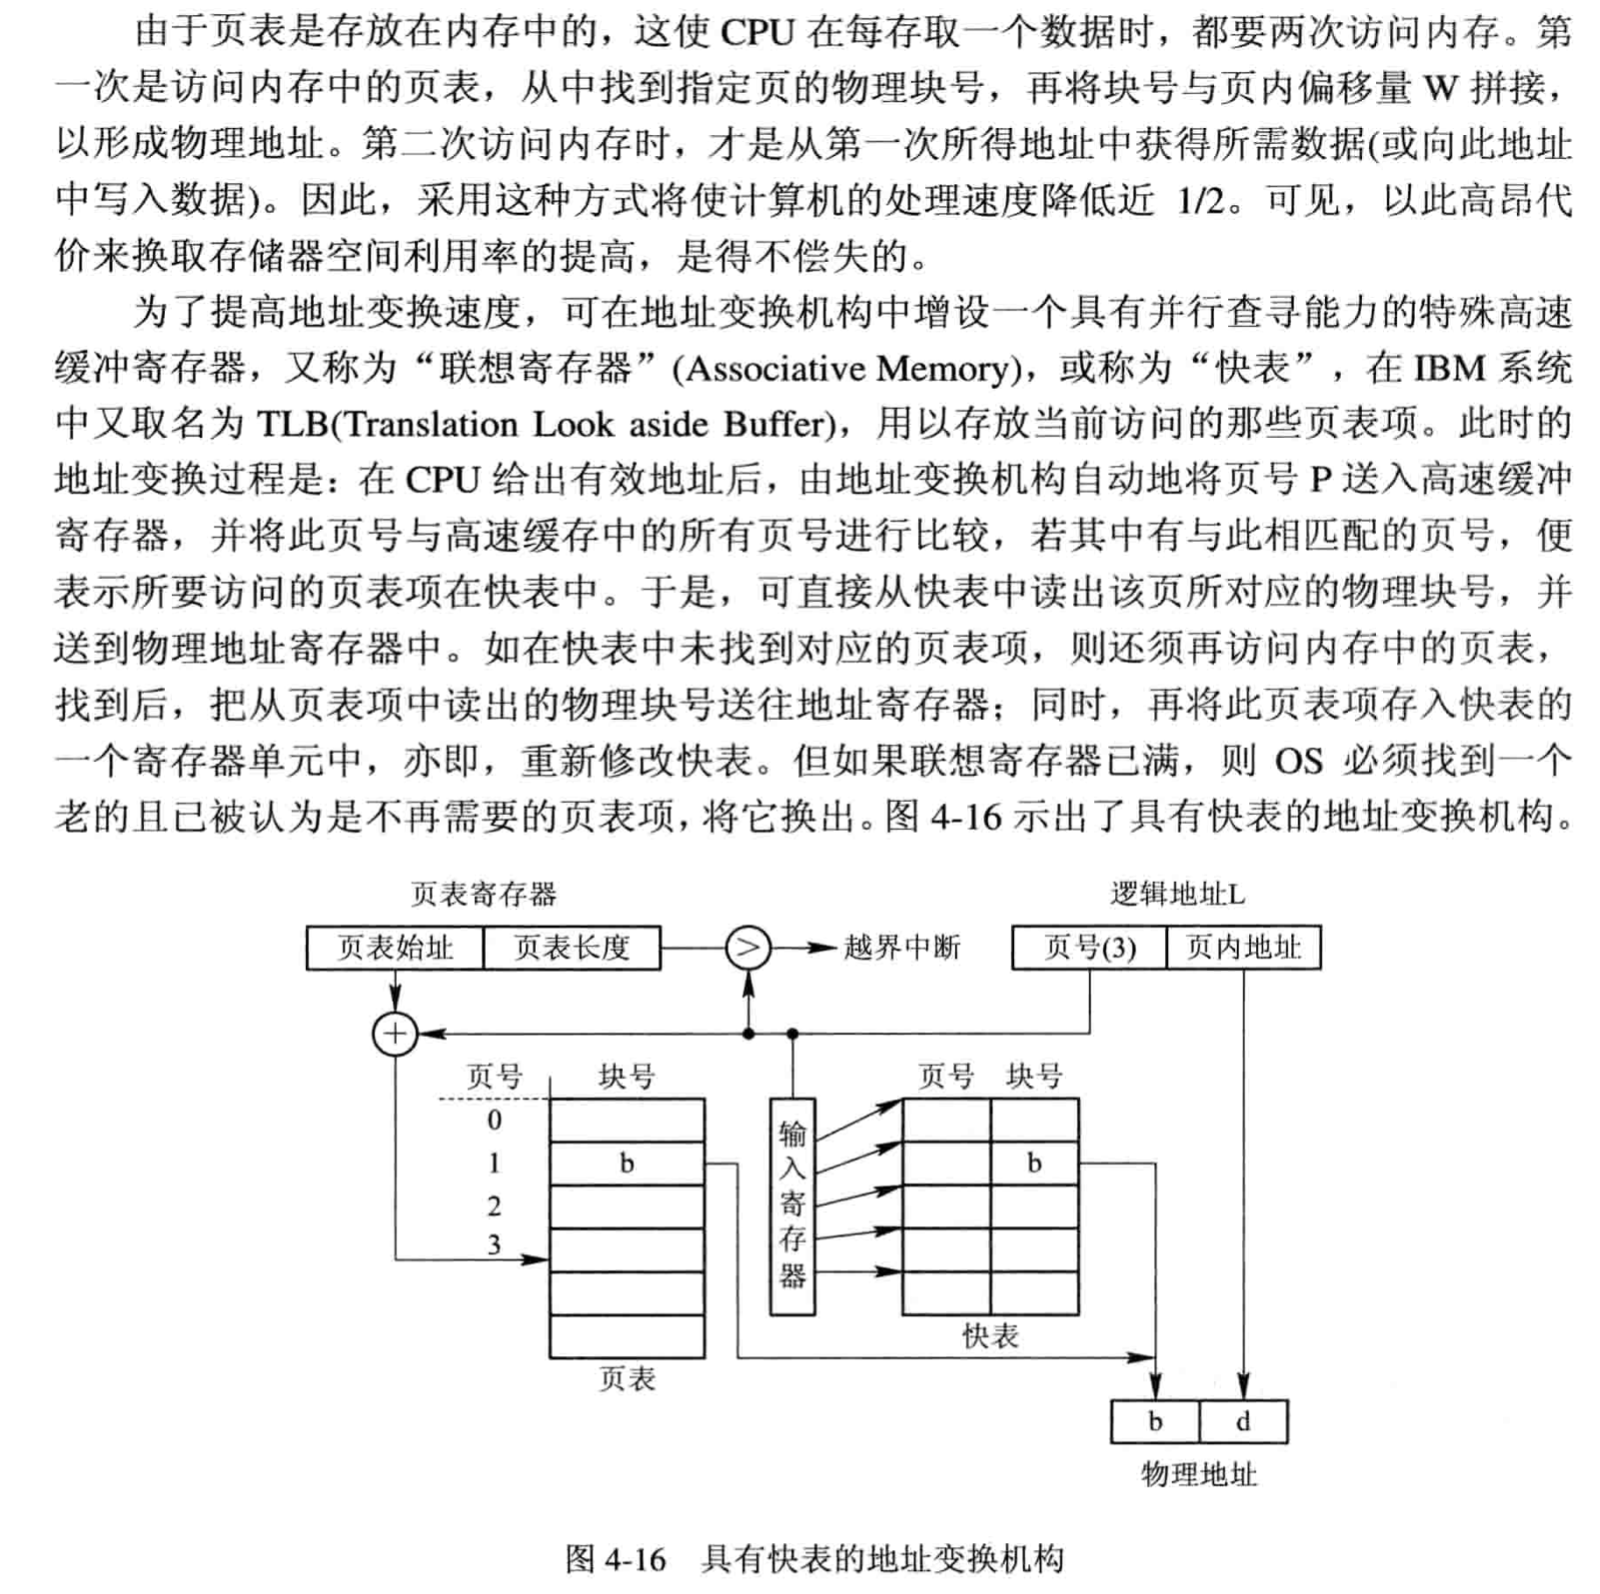 由于页表是存放在内存中的，这使 CPU 在每存取一个数据时，都要两次访问内存。第
一次是访问内存中的页表，从中找到指定页的物理块号，再将块号与页内偏移量 W 拼接，
以形成物理地址。第二次访问内存时，才是从第一次所得地址中获得所需数据(或向此地址
中写入数据)。因此，采用这种方式将使计算机的处理速度降低近 1/2。可见，以此高昂代
价来换取存储器空间利用率的提高，是得不偿失的。
为了提高地址变换速度，可在地址变换机构中增设一个具有并行查寻能力的特殊高速
缓冲寄存器，又称为“联想寄存器”(Associative Memory)，或称为“快表”，在 IBM 系统
中又取名为 TLB(Translation Look aside Buffer)，用以存放当前访问的那些页表项。此时的
地址变换过程是：在 CPU 给出有效地址后，由地址变换机构自动地将页号 P 送入高速缓冲
寄存器，并将此页号与高速缓存中的所有页号进行比较，若其中有与此相匹配的页号，便
表示所要访问的页表项在快表中。于是，可直接从快表中读出该页所对应的物理块号，并
送到物理地址寄存器中。如在快表中未找到对应的页表项，则还须再访问内存中的页表，
找到后，把从页表项中读出的物理块号送往地址寄存器；同时，再将此页表项存入快表的
一个寄存器单元中，亦即，重新修改快表。但如果联想寄存器已满，则 OS 必须找到一个
老的且已被认为是不再需要的页表项，将它换出。图 4-16 示出了具有快表的地址变换机构。
页表寄存器 逻辑地址L
页表始址 页表长度 > 越界中断 页号(3) 页内地址
+
页号 块号 页号 块号
0
1 b b
2
3
输入寄存器
快表
页表
b d
物理地址
图 4-16 具有快表的地址变换机构